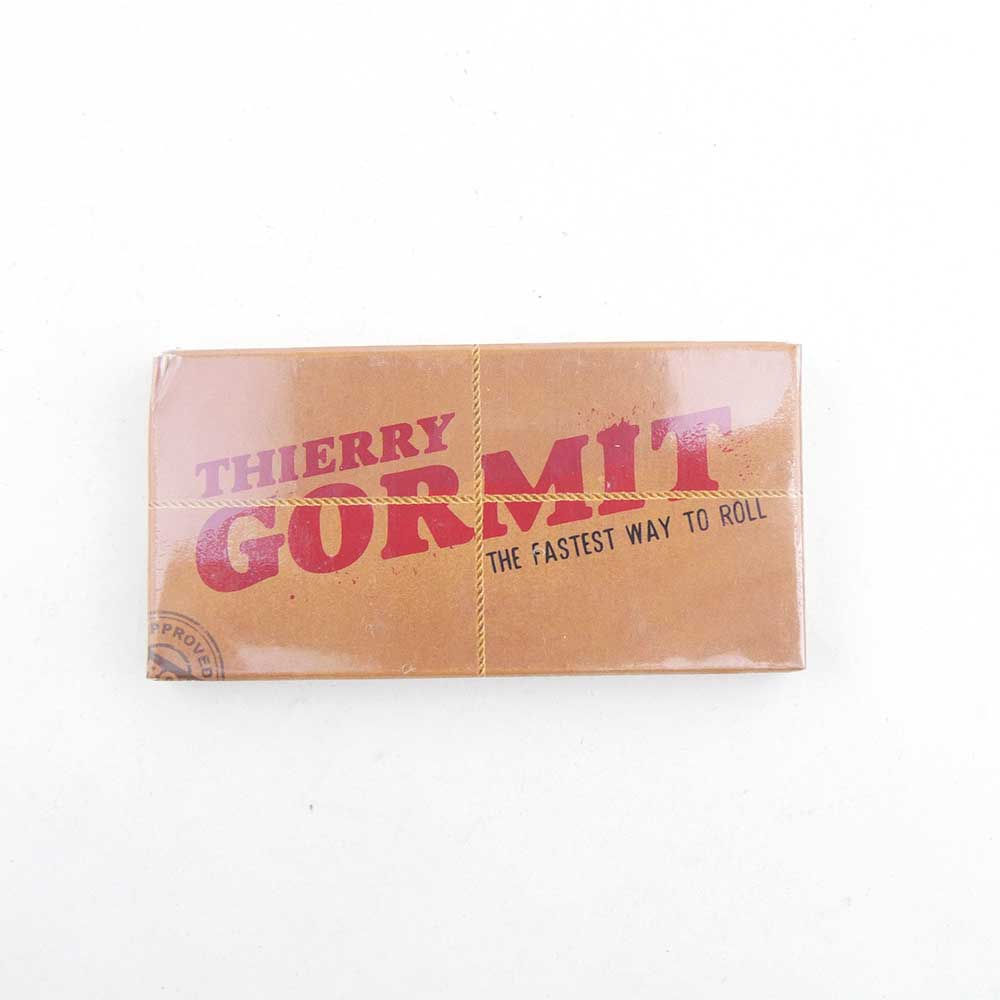 THIERRY
GORMIT
THE FASTEST WAY TO ROLL
APPROVED